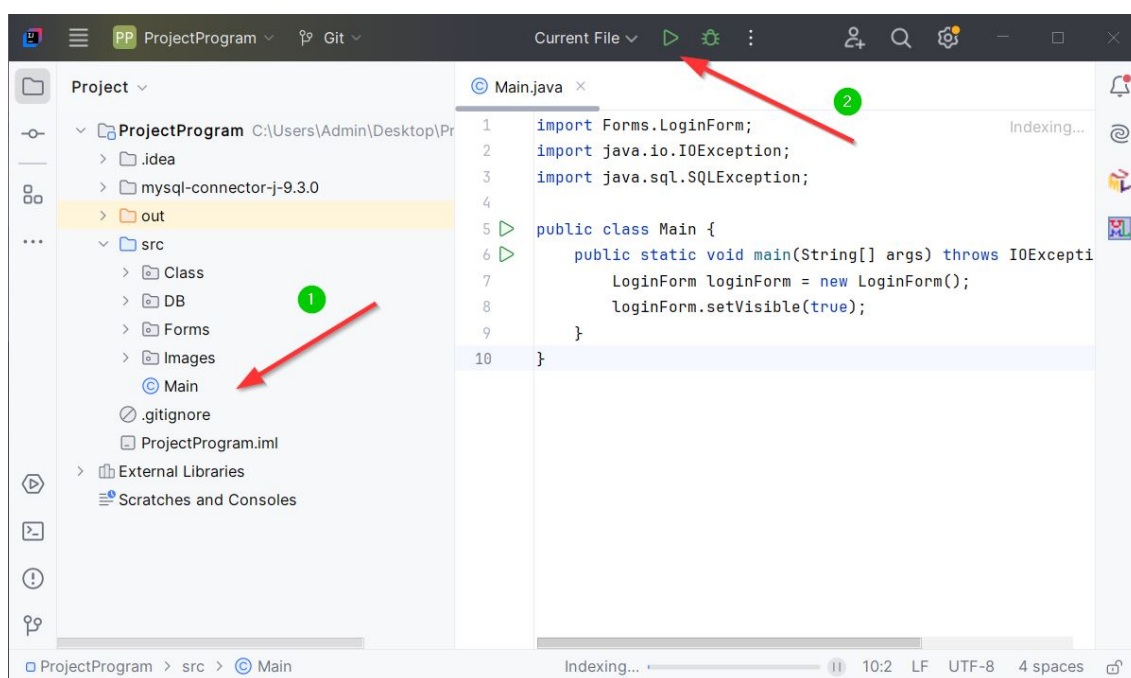 PP ProjectProgram Git Current File
Project
Main.java
ProjectProgram C:\Users\Admin\Desktop\Pr
.idea
mysql-connector-j-9.3.0
out
src
Class
DB
Forms
Images
Main
.gitignore
ProjectProgram.iml
External Libraries
Scratches and Consoles
1
2
Indexing...
1 import Forms.LoginForm;
2 import java.io.IOException;
3 import java.sql.SQLException;
4
5 public class Main {
6 public static void main(String[] args) throws IOExcepti
7 LoginForm loginForm = new LoginForm();
8 loginForm.setVisible(true);
9 }
10 }
ProjectProgram > src > Main Indexing... 10:2 LF UTF-8 4 spaces